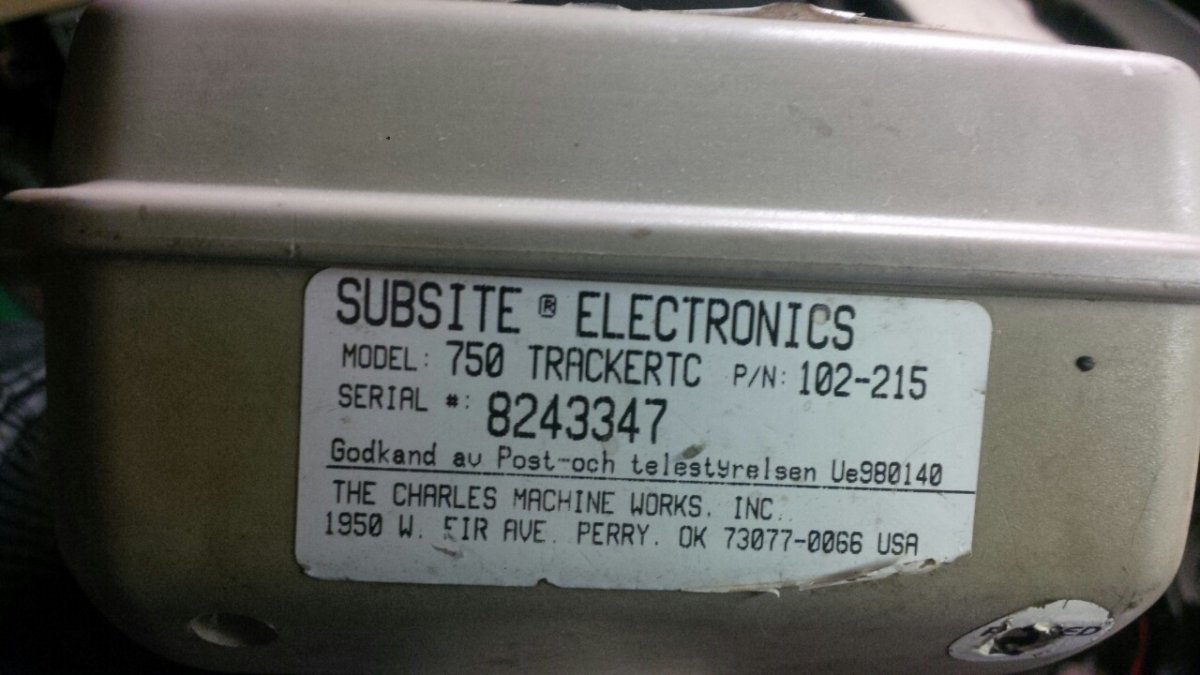 SUBSITE ® ELECTRONICS
MODEL: 750 TRACKERTC P/N: 102-215
SERIAL #: 8243347
Godkand av Post-och telestyrelsen Ue980140
THE CHARLES MACHINE WORKS, INC.
1950 W. FIR AVE. PERRY, OK 73077-0066 USA